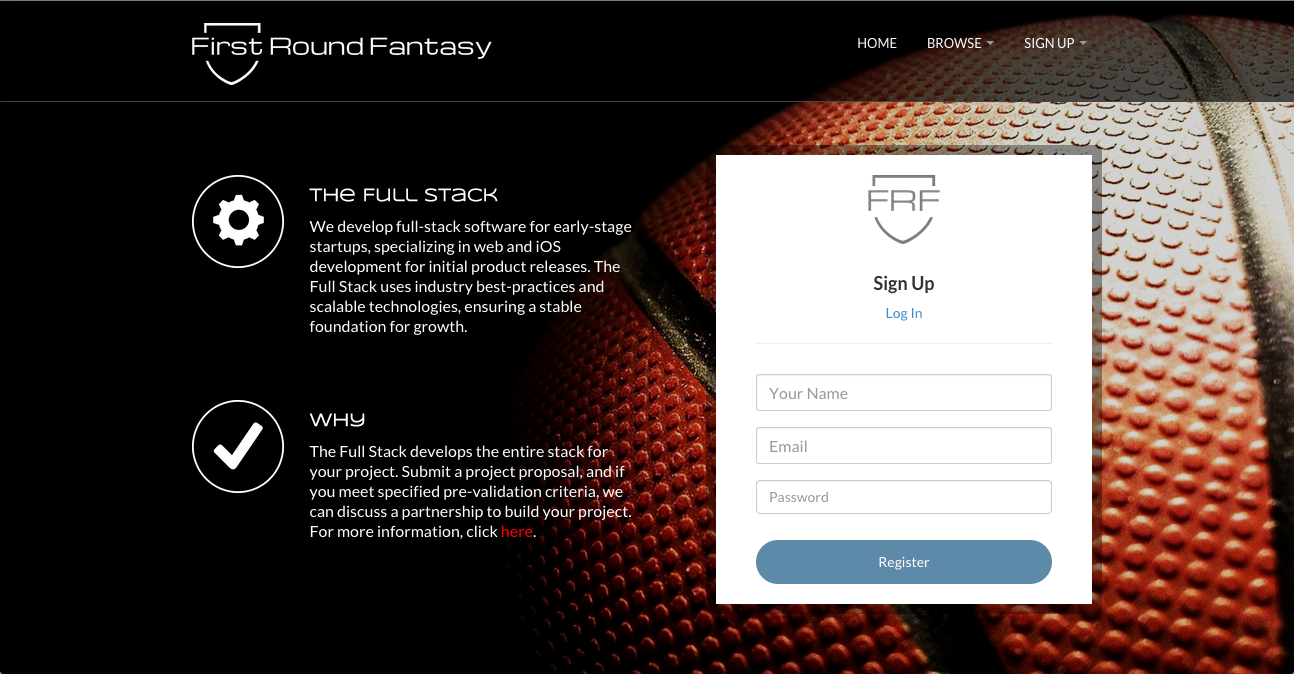 First Round Fantasy
HOME
BROWSE
SIGN UP
The Full Stack
We develop full-stack software for early-stage
startups, specializing in web and iOS
development for initial product releases. The
Full Stack uses industry best-practices and
scalable technologies, ensuring a stable
foundation for growth.
Why
The Full Stack develops the entire stack for
your project. Submit a project proposal, and if
you meet specified pre-validation criteria, we
can discuss a partnership to build your project.
For more information, click here.
FRF
Sign Up
Log In
Your Name
Email
Password
Register